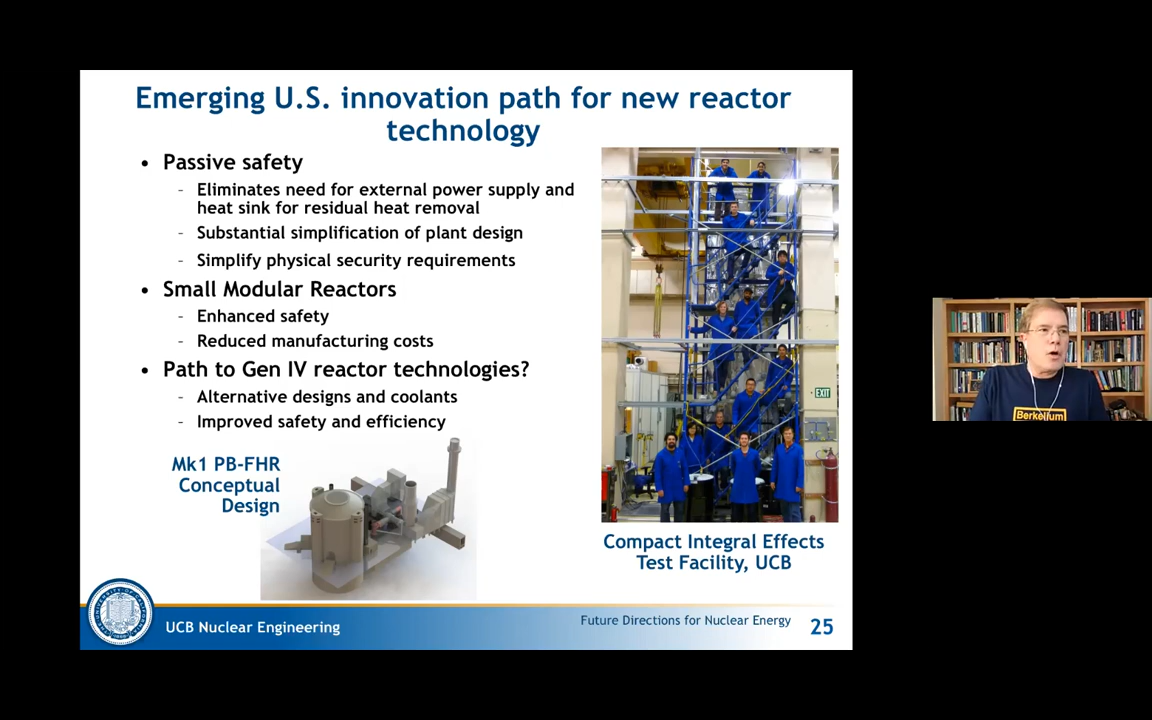 Emerging U.S. innovation path for new reactor
technology
• Passive safety
- Eliminates need for external power supply and
heat sink for residual heat removal
- Substantial simplification of plant design
- Simplify physical security requirements
• Small Modular Reactors
- Enhanced safety
- Reduced manufacturing costs
• Path to Gen IV reactor technologies?
- Alternative designs and coolants
- Improved safety and efficiency
Mk1 PB-FHR
Conceptual
Design
EXIT
Compact Integral Effects
Test Facility, UCB
UCB Nuclear Engineering
Future Directions for Nuclear Energy
25
Berkelium